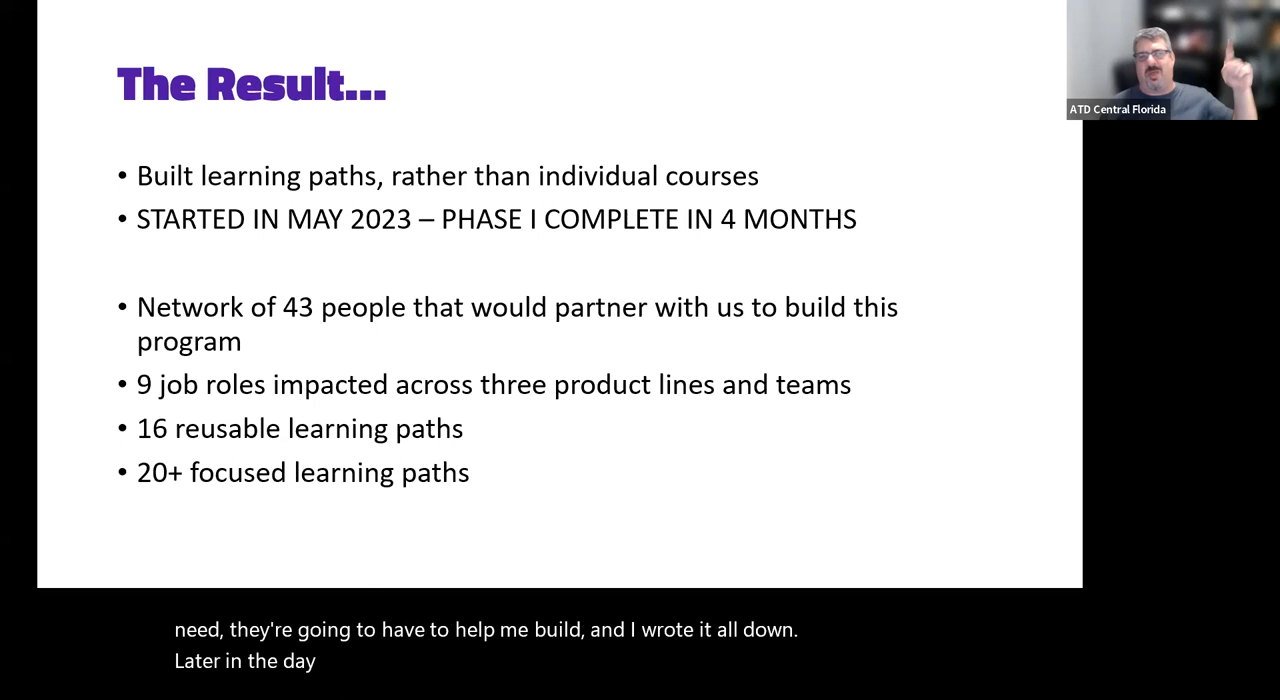 The Result...
• Built learning paths, rather than individual courses
• STARTED IN MAY 2023 – PHASE I COMPLETE IN 4 MONTHS
• Network of 43 people that would partner with us to build this
program
• 9 job roles impacted across three product lines and teams
• 16 reusable learning paths
• 20+ focused learning paths
ATD Central Florida
need, they're going to have to help me build, and I wrote it all down.
Later in the day